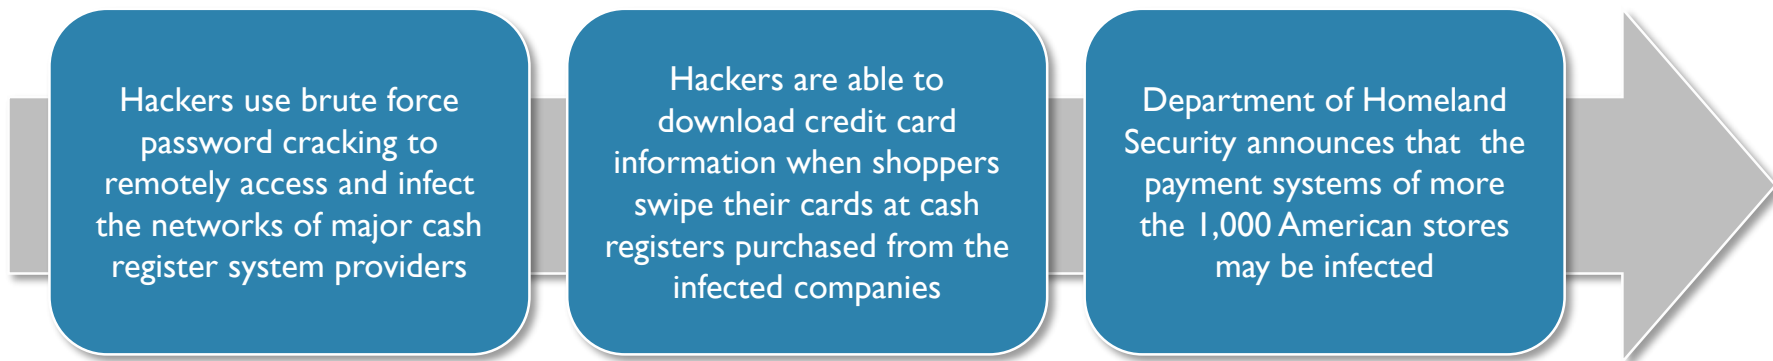 Hackers use brute force
password cracking to
remotely access and infect
the networks of major cash
register system providers
Hackers are able to
download credit card
information when shoppers
swipe their cards at cash
registers purchased from the
infected companies
Department of Homeland
Security announces that  the
payment systems of more
the 1,000 American stores
may be infected